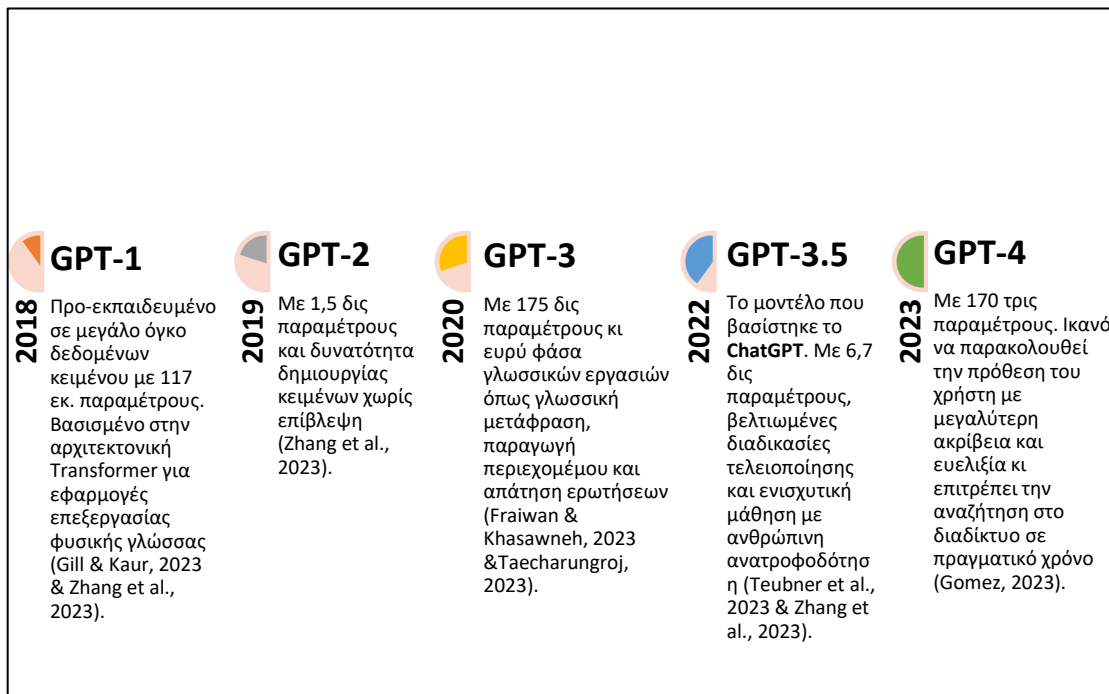 GPT-1
2018
Προ-εκπαιδευμένο
σε μεγάλο όγκο
δεδομένων
κειμένου με 117
εκ. παραμέτρους.
Βασισμένο στην
αρχιτεκτονική
Transformer για
εφαρμογές
επεξεργασίας
φυσικής γλώσσας
(Gill & Kaur, 2023
& Zhang et al.,
2023).
GPT-2
2019
Με 1,5 δις
παραμέτρους
και δυνατότητα
δημιουργίας
κειμένων χωρίς
επίβλεψη
(Zhang et al.,
2023).
GPT-3
2020
Με 175 δις
παραμέτρους κι
ευρύ φάσα
γλωσσικών εργασιών
όπως γλωσσική
μετάφραση,
παραγωγή
περιεχομέμου και
απάτηση ερωτήσεων
(Fraiwan &
Khasawneh, 2023
&Taecharungroj,
2023).
GPT-3.5
2022
Το μοντέλο που
βασίστηκε το
ChatGPT. Με 6,7
δις
παραμέτρους,
βελτιωμένες
διαδικασίες
τελειοποίησης
και ενισχυτική
μάθηση με
ανθρώπινη
ανατροφοδότησ
η (Teubner et al.,
2023 & Zhang et
al., 2023).
GPT-4
2023
Με 170 τρις
παραμέτρους. Ικανό
να παρακολουθεί
την πρόθεση του
χρήστη με
μεγαλύτερη
ακρίβεια και
ευελιξία κι
επιτρέπει την
αναζήτηση στο
διαδίκτυο σε
πραγματικό χρόνο
(Gomez, 2023).